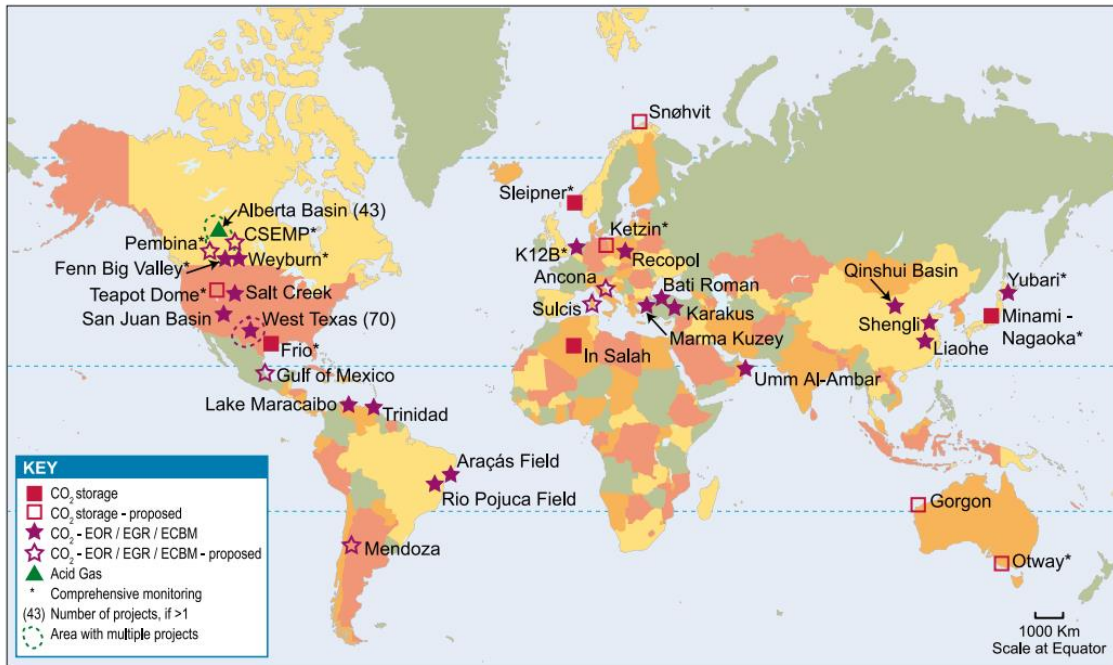 Snøhvit
Sleipner*
Alberta Basin (43)
CSEMP*
Pembina*
Ketzin*
K12B*
Recopol
Fenn Big Valley*
Weyburn*
Ancona
Qinshui Basin
Yubari*
Teapot Dome*
Salt Creek
Bati Roman
Sulcis
Karakus
San Juan Basin
West Texas (70)
Shengli
Minami -
Nagaoka*
Marma Kuzey
Liaohe
Frio*
In Salah
Gulf of Mexico
Umm Al-Ambar
Lake Maracaibo
Trinidad
Araçás Field
Rio Pojuca Field
Gorgon
Mendoza
Otway*
KEY
CO2 storage
CO2 storage - proposed
CO2 - EOR / EGR / ECBM
CO2 - EOR / EGR / ECBM - proposed
Acid Gas
* Comprehensive monitoring
(43) Number of projects, if >1
Area with multiple projects
1000 Km
Scale at Equator